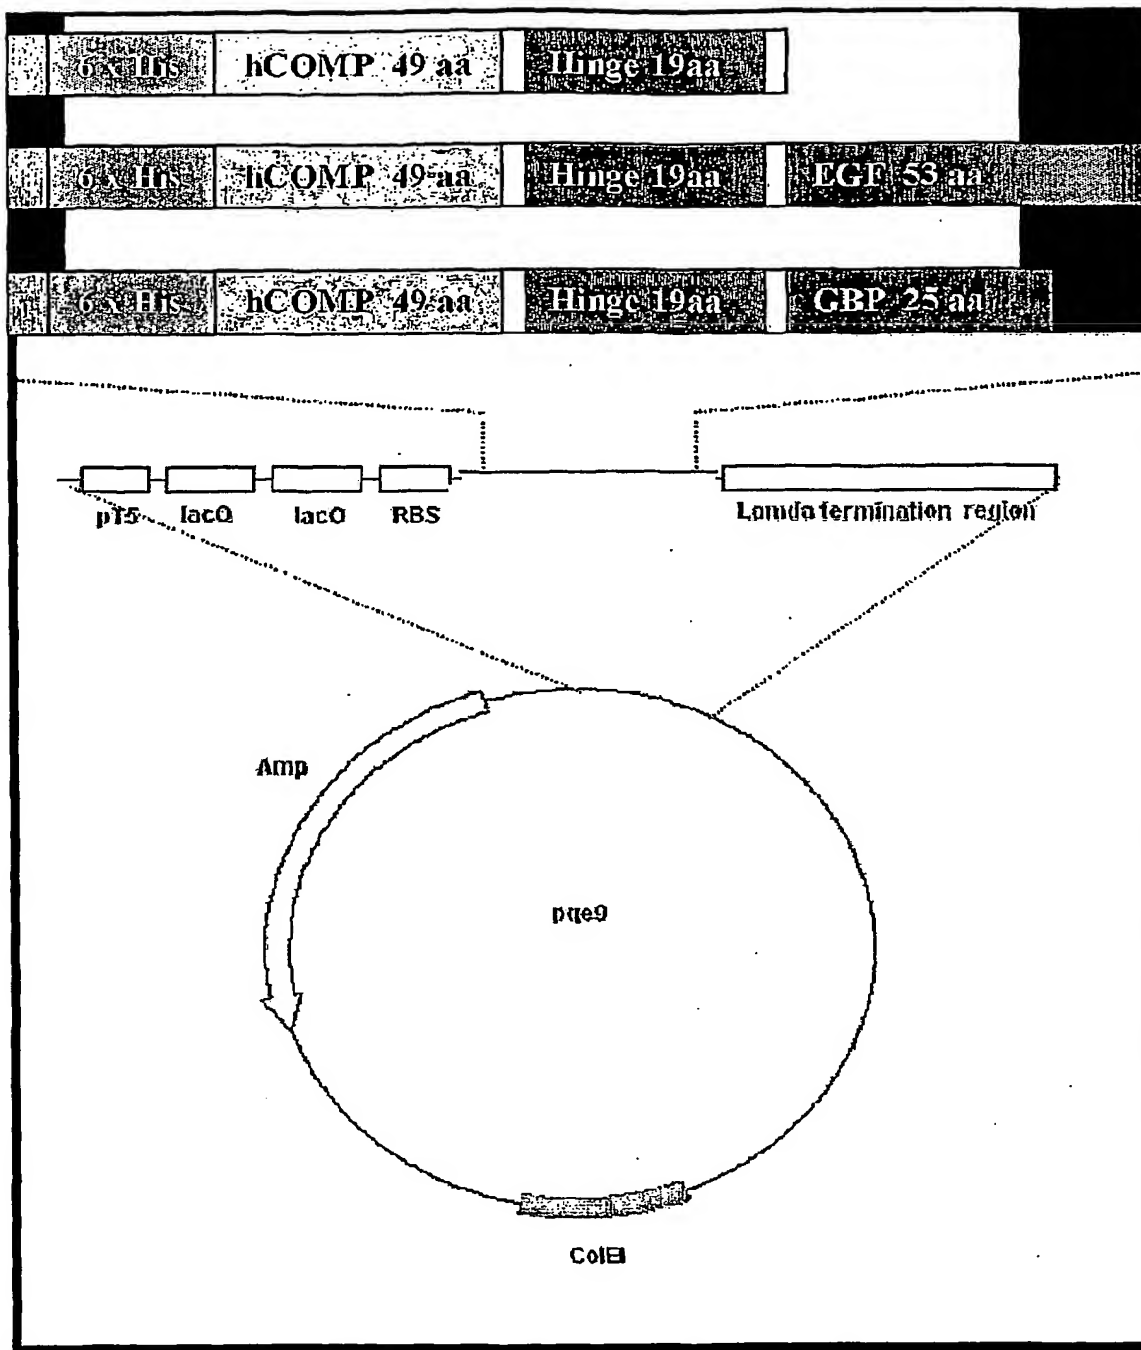 6 x His hCOMP 49 aa Hinge 19aa
6 x His hCOMP 49 aa Hinge 19aa EGF 53 aa
6 x His hCOMP 49 aa Hinge 19aa GBP 25 aa
pT5 lacO lacO RBS Lamda termination region
Amp
pqe9
ColEI